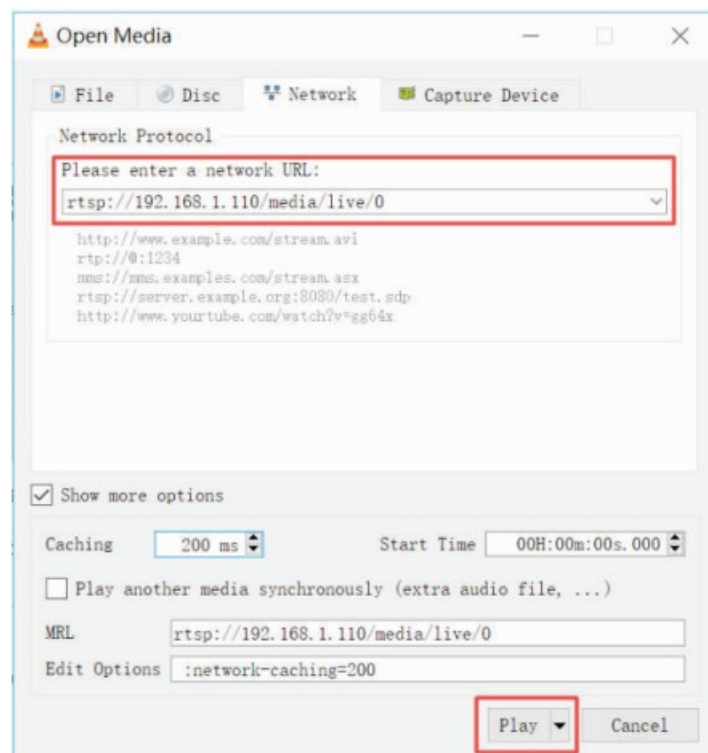 Open Media
File Disc Network Capture Device
Network Protocol
Please enter a network URL:
rtsp://192.168.1.110/media/live/0
http://www.example.com/stream.avi
rtp://@:1234
mms://mms.examples.com/stream.asx
rtsp://server.example.org:8080/test.sdp
http://www.yourtube.com/watch?v=gg64x
Show more options
Caching 200 ms Start Time 00H:00m:00s.000
Play another media synchronously (extra audio file, ...)
MRL rtsp://192.168.1.110/media/live/0
Edit Options :network-caching=200
Play Cancel